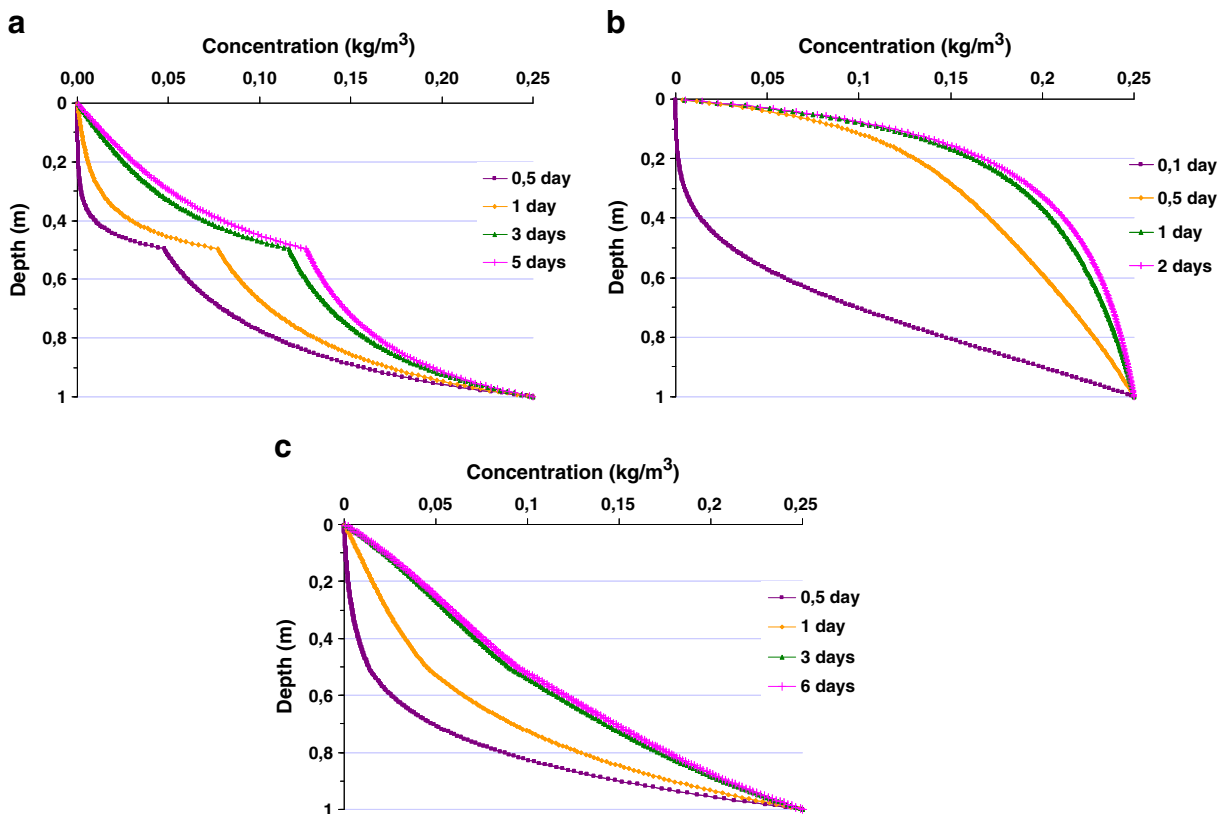 a
Concentration (kg/m³)
0,00 0,05 0,10 0,15 0,20 0,25
0
0,2
0,4
0,6
0,8
1
Depth (m)
0,5 day
1 day
3 days
5 days
b
Concentration (kg/m³)
0 0,05 0,1 0,15 0,2 0,25
0
0,2
0,4
0,6
0,8
1
Depth (m)
0,1 day
0,5 day
1 day
2 days
c
Concentration (kg/m³)
0 0,05 0,1 0,15 0,2 0,25
0
0,2
0,4
0,6
0,8
1
Depth (m)
0,5 day
1 day
3 days
6 days